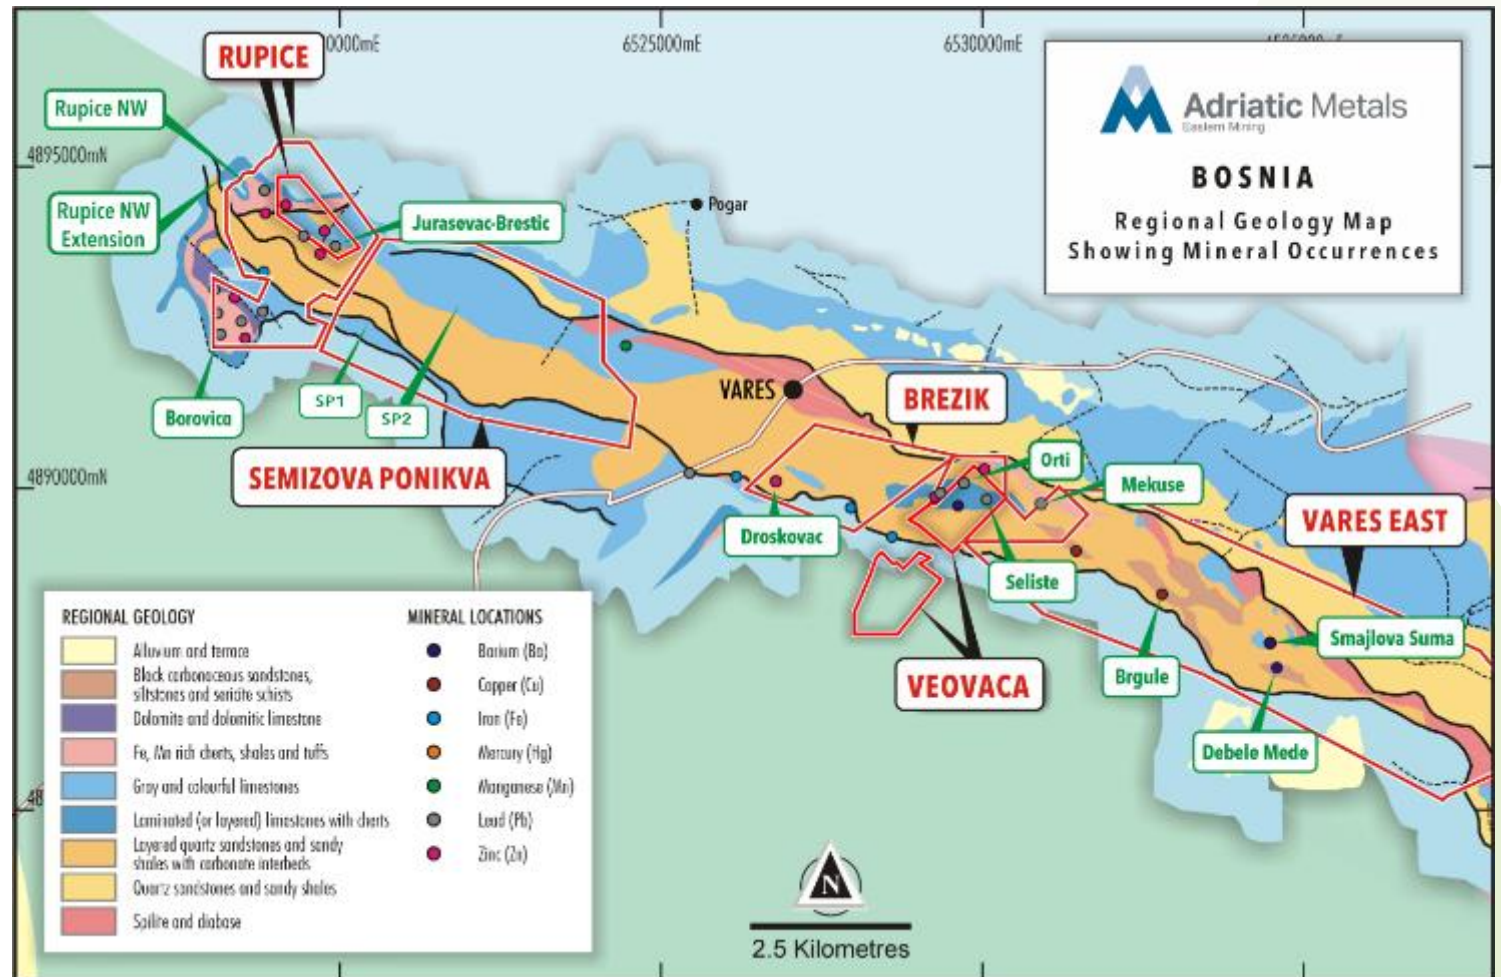 RUPICE
0000mE
6525000mE
6530000mE
Adriatic Metals
Eastern Mining
BOSNIA
Regional Geology Map
Showing Mineral Occurrences
Rupice NW
4895000mN
Rupice NW
Extension
Jurasevac-Brestic
Pogar
VARES
BREZIK
SP1
SP2
Borovica
SEMIZOVA PONIKVA
4890000mN
Orti
Mekuse
VARES EAST
Droskovac
Seliste
Smajlova Suma
VEOVACA
Brgule
Debele Mede
REGIONAL GEOLOGY
Alluvium and terrace
Black carbonaceous sandstones,
siltstones and sericite schists
Dolomite and dolomitic limestone
Fe, Mn rich cherts, shales and tuffs
Gray and colourful limestones
Laminated (or layered) limestones with cherts
Layered quartz sandstones and sandy
shales with carbonate interbeds
Quartz sandstones and sandy shales
Spilite and diabase
MINERAL LOCATIONS
Barium (Ba)
Copper (Cu)
Iron (Fe)
Mercury (Hg)
Manganese (Mn)
Lead (Pb)
Zinc (Zn)
48
N
2.5 Kilometres